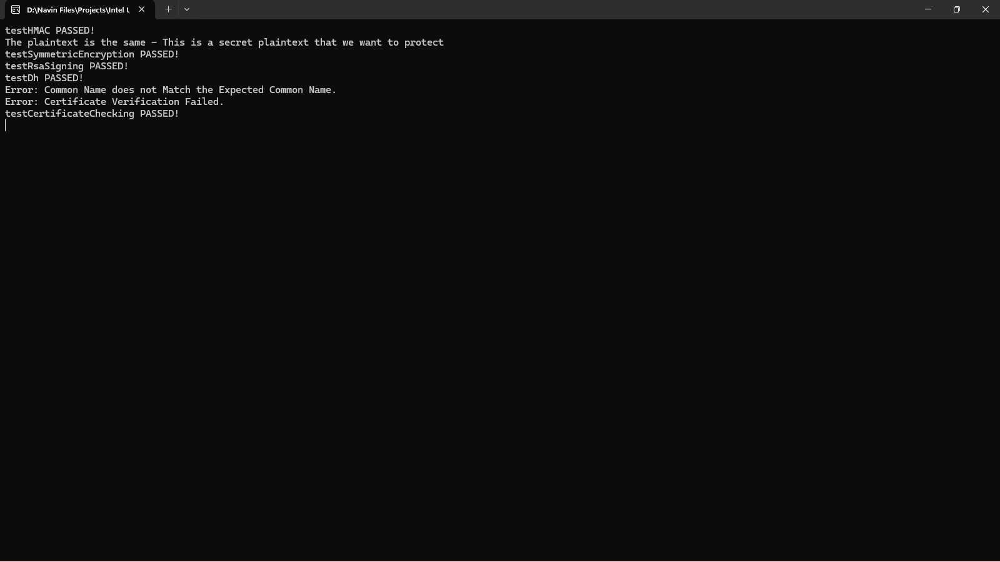 D:\Navin Files\Projects\Intel U
testHMAC PASSED!
The plaintext is the same - This is a secret plaintext that we want to protect
testSymmetricEncryption PASSED!
testRsaSigning PASSED!
testDh PASSED!
Error: Common Name does not Match the Expected Common Name.
Error: Certificate Verification Failed.
testCertificateChecking PASSED!